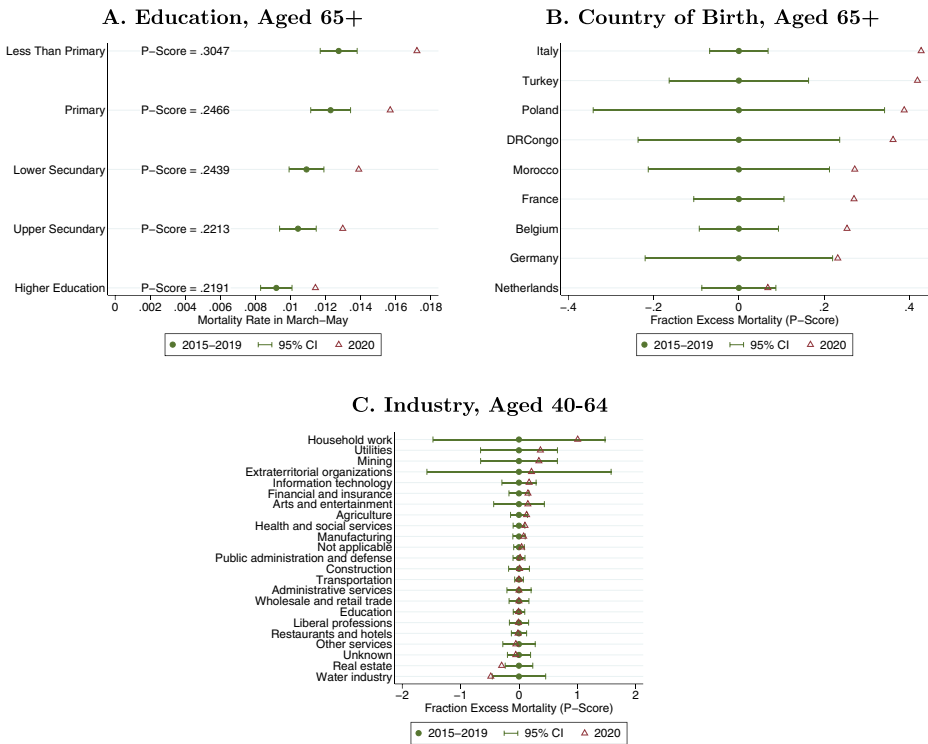 A. Education, Aged 65+
Less Than Primary P-Score = .3047
Primary P-Score = .2466
Lower Secundary P-Score = .2439
Upper Secundary P-Score = .2213
Higher Education P-Score = .2191
0 .002 .004 .006 .008 .01 .012 .014 .016 .018
Mortality Rate in March-May
2015-2019 95% CI 2020
B. Country of Birth, Aged 65+
Italy
Turkey
Poland
DRCongo
Morocco
France
Belgium
Germany
Netherlands
-.4 -.2 0 .2 .4
Fraction Excess Mortality (P-Score)
2015-2019 95% CI 2020
C. Industry, Aged 40-64
Household work
Utilities
Mining
Extraterritorial organizations
Information technology
Financial and insurance
Arts and entertainment
Agriculture
Health and social services
Manufacturing
Not applicable
Public administration and defense
Construction
Transportation
Administrative services
Wholesale and retail trade
Education
Liberal professions
Restaurants and hotels
Other services
Unknown
Real estate
Water industry
-2 -1 0 1 2
Fraction Excess Mortality (P-Score)
2015-2019 95% CI 2020